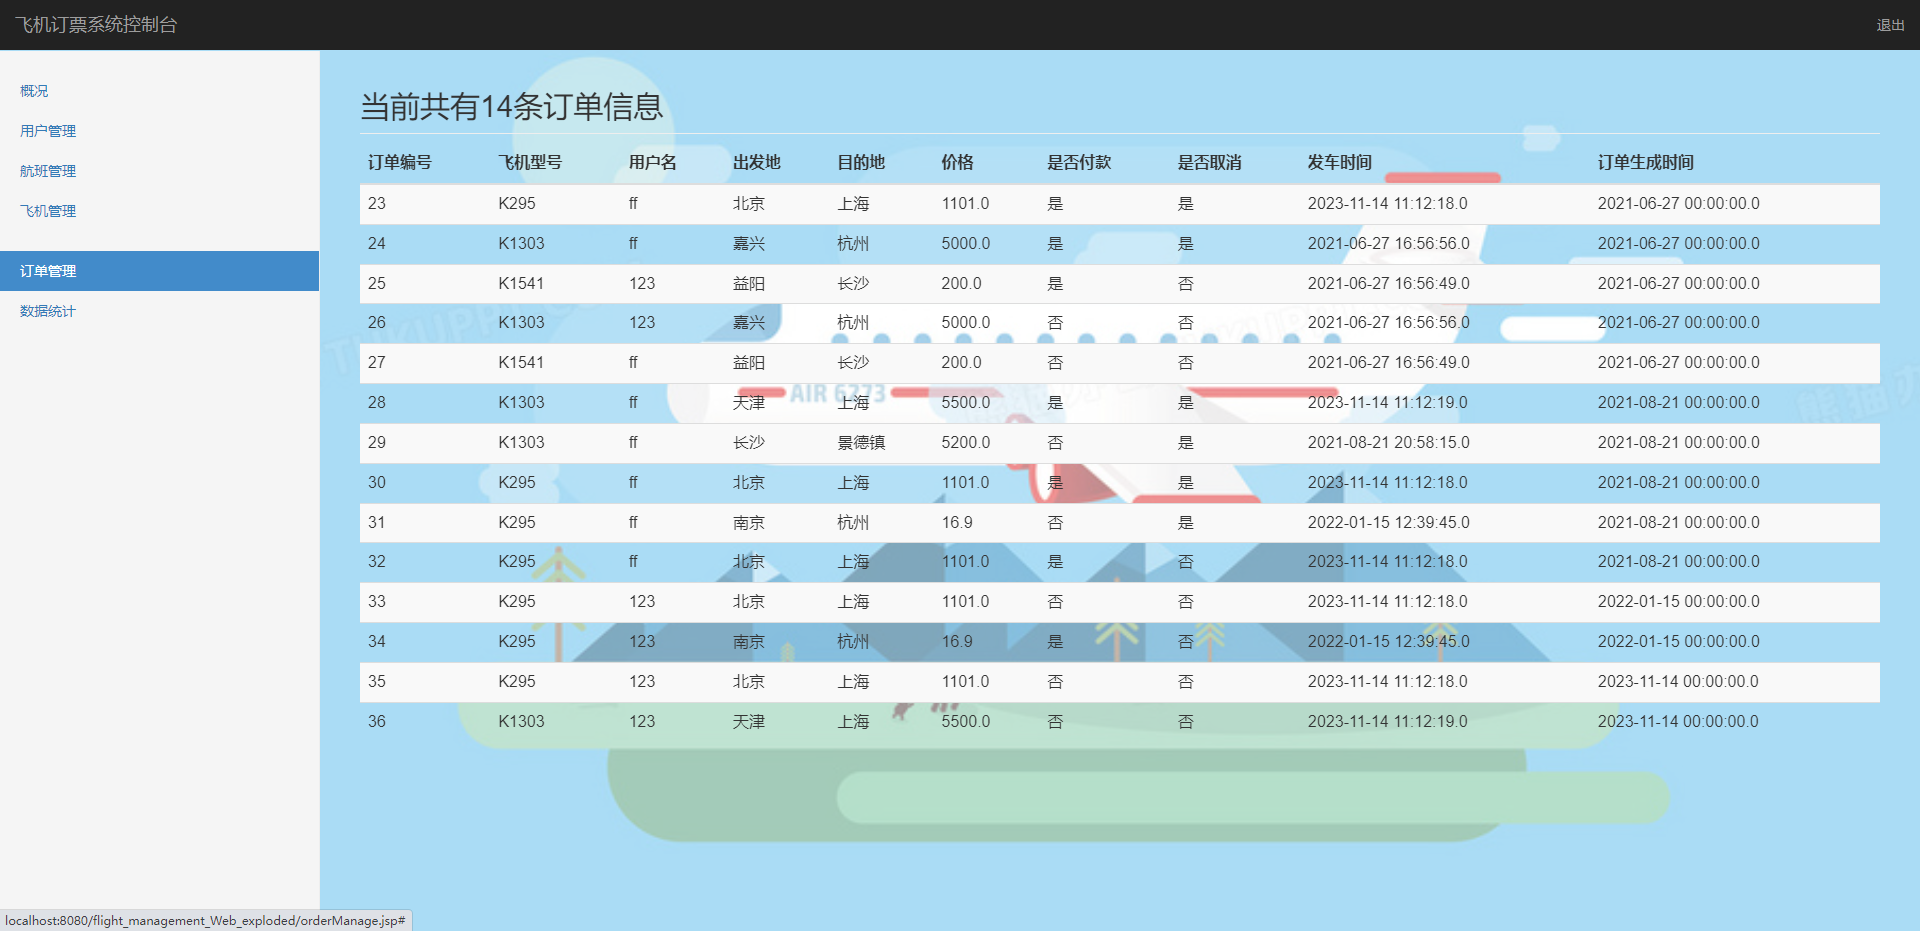 飞机订票系统控制台 退出
概况
用户管理
航班管理
飞机管理
订单管理
数据统计
当前共有14条订单信息
订单编号 飞机型号 用户名 出发地 目的地 价格 是否付款 是否取消 发车时间 订单生成时间
23 K295 ff 北京 上海 1101.0 是 是 2023-11-14 11:12:18.0 2021-06-27 00:00:00.0
24 K1303 ff 嘉兴 杭州 5000.0 是 是 2021-06-27 16:56:56.0 2021-06-27 00:00:00.0
25 K1541 123 益阳 长沙 200.0 是 否 2021-06-27 16:56:49.0 2021-06-27 00:00:00.0
26 K1303 123 嘉兴 杭州 5000.0 否 否 2021-06-27 16:56:56.0 2021-06-27 00:00:00.0
27 K1541 ff 益阳 长沙 200.0 否 否 2021-06-27 16:56:49.0 2021-06-27 00:00:00.0
AIR 6273
28 K1303 ff 天津 上海 5500.0 是 是 2023-11-14 11:12:19.0 2021-08-21 00:00:00.0
29 K1303 ff 长沙 景德镇 5200.0 否 是 2021-08-21 20:58:15.0 2021-08-21 00:00:00.0
30 K295 ff 北京 上海 1101.0 是 是 2023-11-14 11:12:18.0 2021-08-21 00:00:00.0
31 K295 ff 南京 杭州 16.9 否 是 2022-01-15 12:39:45.0 2021-08-21 00:00:00.0
32 K295 ff 北京 上海 1101.0 是 否 2023-11-14 11:12:18.0 2021-08-21 00:00:00.0
33 K295 123 北京 上海 1101.0 否 否 2023-11-14 11:12:18.0 2022-01-15 00:00:00.0
34 K295 123 南京 杭州 16.9 是 否 2022-01-15 12:39:45.0 2022-01-15 00:00:00.0
35 K295 123 北京 上海 1101.0 否 否 2023-11-14 11:12:18.0 2023-11-14 00:00:00.0
36 K1303 123 天津 上海 5500.0 否 否 2023-11-14 11:12:19.0 2023-11-14 00:00:00.0
localhost:8080/flight_management_Web_exploded/orderManage.jsp#